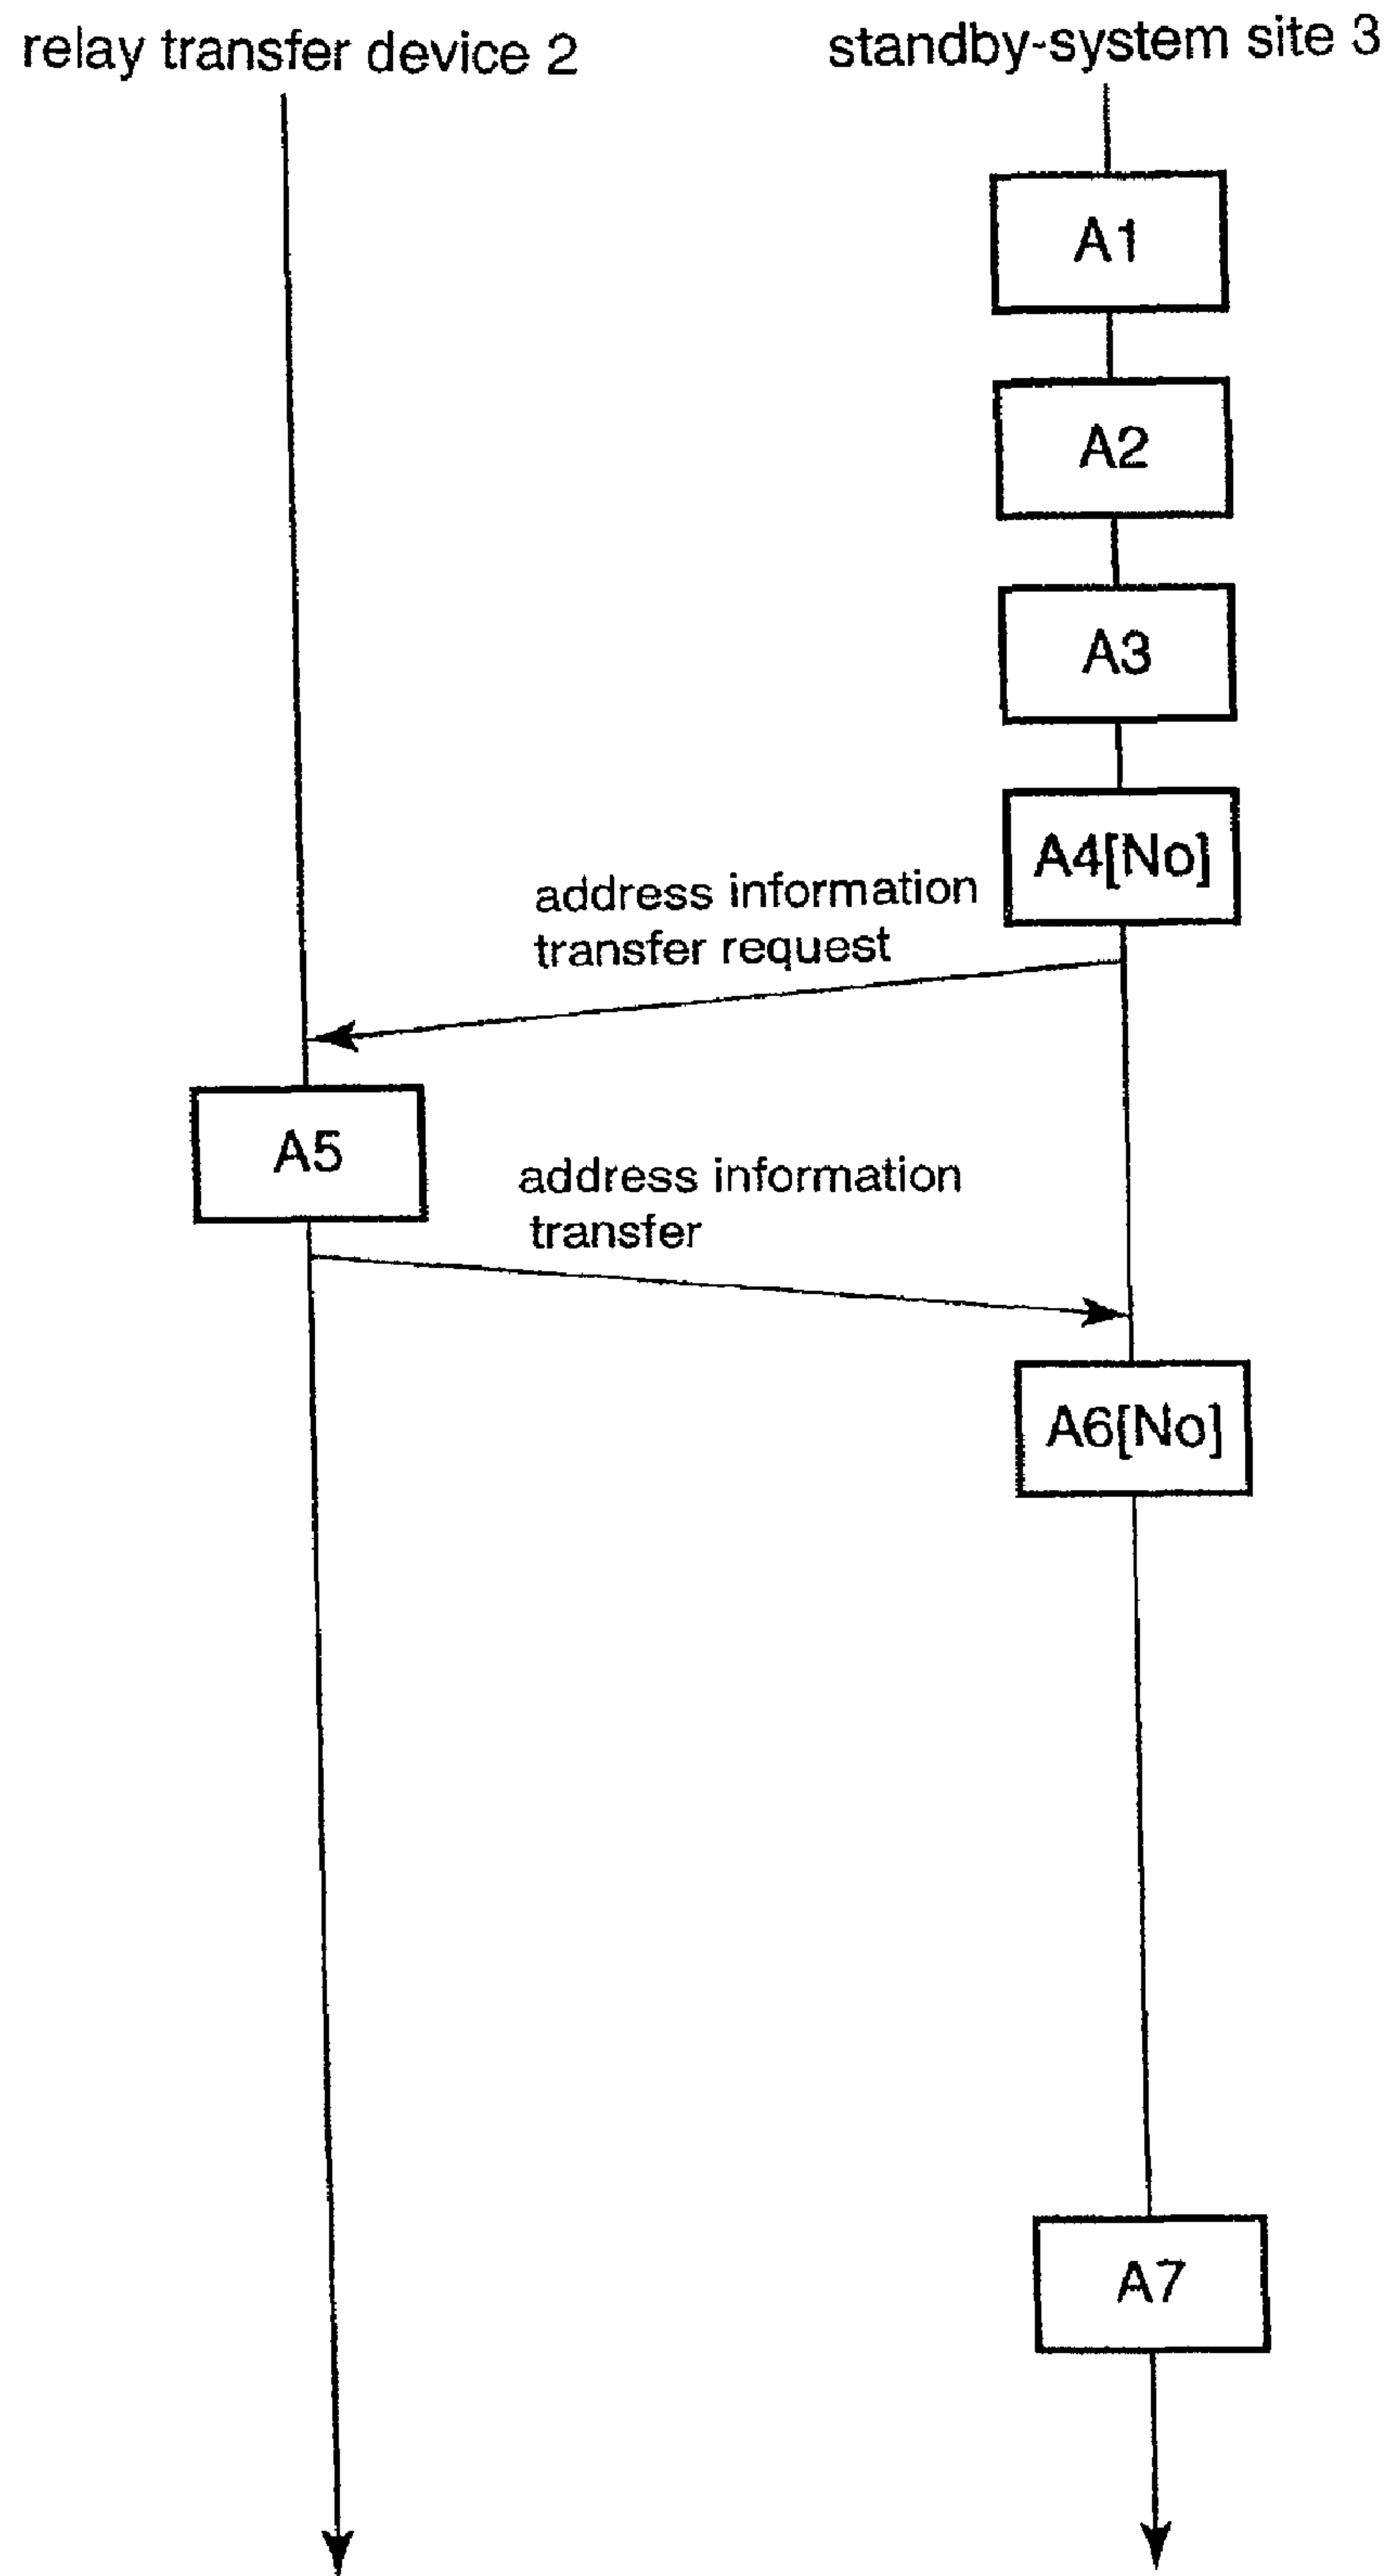 relay transfer device 2
standby-system site 3
A1
A2
A3
A4[No]
address information
transfer request
A5
address information
transfer
A6[No]
A7